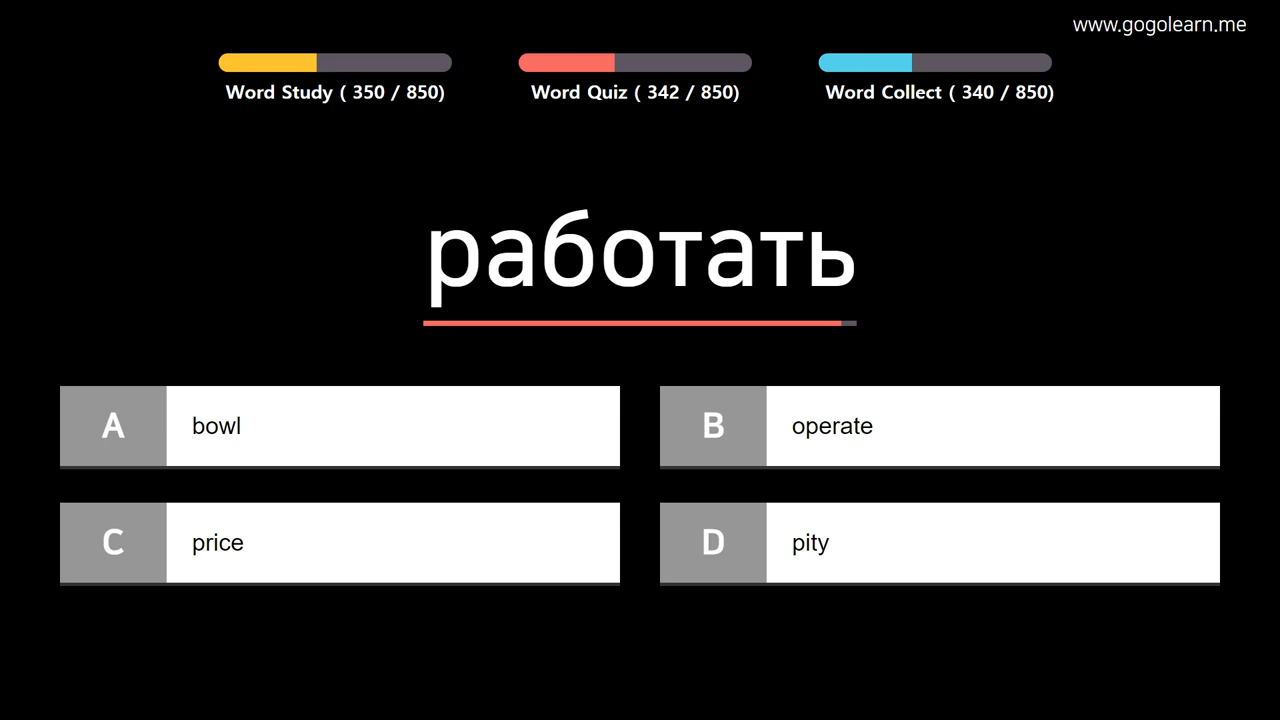 www.gogolearn.me
Word Study ( 350 / 850)
Word Quiz ( 342 / 850)
Word Collect ( 340 / 850)
работать
A bowl
B operate
C price
D pity